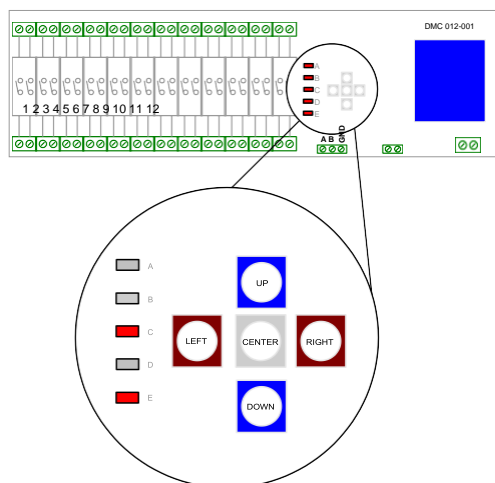 DMC 012-001
A
B
C
D
E
1 2 3 4 5 6 7 8 9 10 11 12
A B GND
A
B
C
D
E
UP
LEFT CENTER RIGHT
DOWN